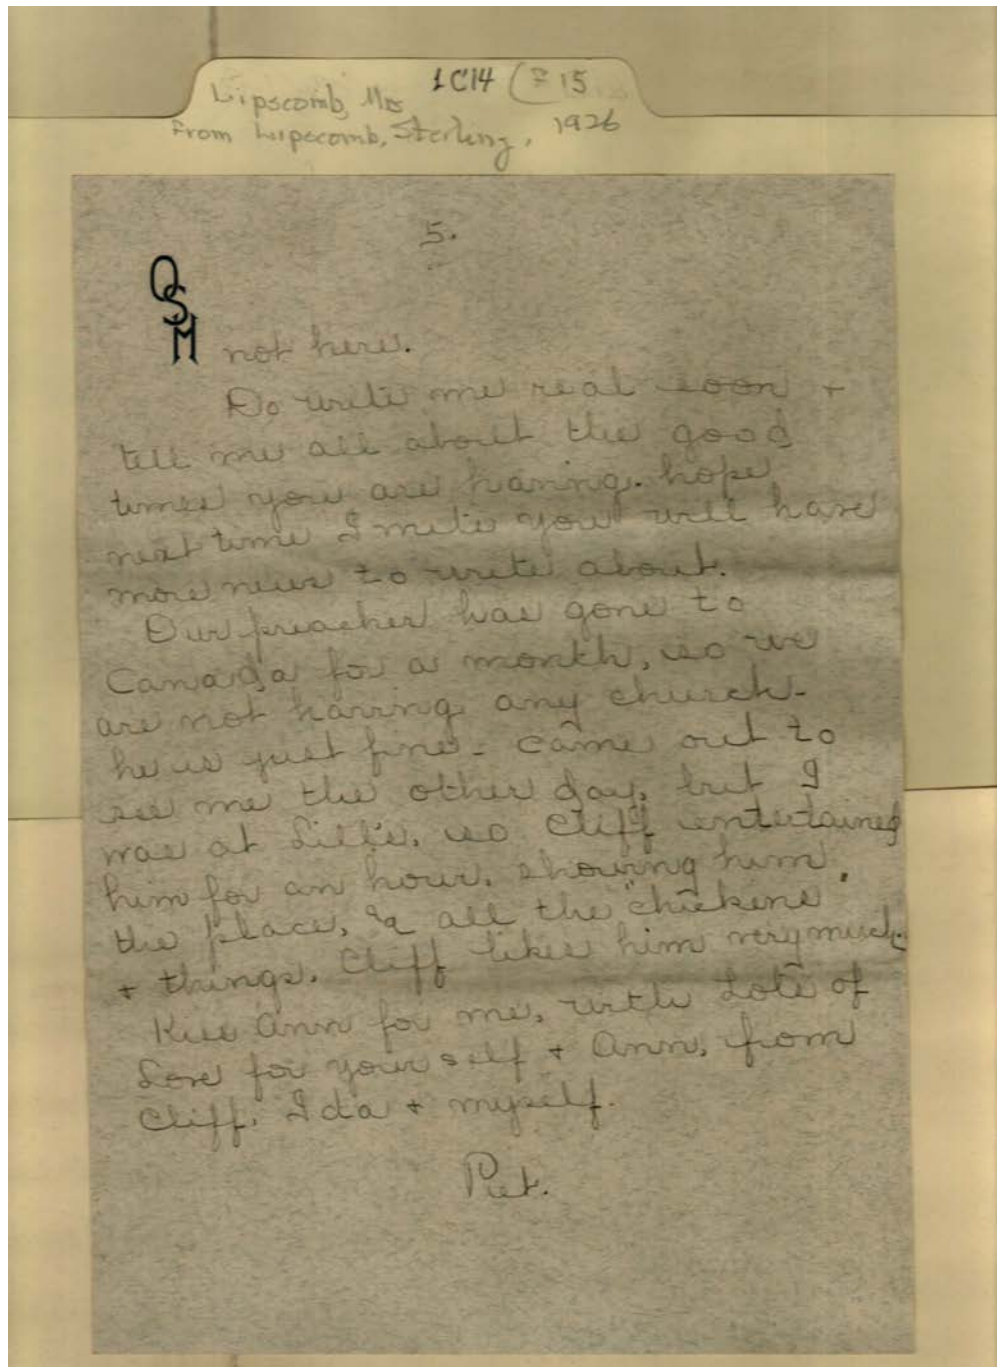 1C14 (F 15
Lipscomb, Mrs
From Lipscomb, Sterling, 1926
5.
OSM
not here.
Do write me real soon +
tell me all about the good
times you are having. hope
next time I write you will have
more news to write about.
Our preacher has gone to
Canada for a month, so we
are not having any church -
he is just fine - came out to
see me the other day, but I
was at Lill's, so Cliff entertained
him for an hour, showing him
the place, & all the "chickens"
+ things. Cliff likes him very much.
Kiss Ann for me, with Lots of
Love for your self + Ann, from
Cliff, Ida + myself.
Pet.